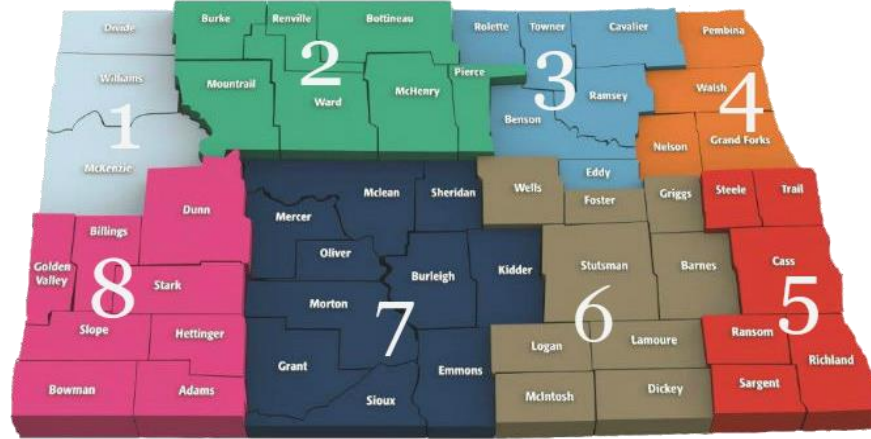 Burke
Renville
Bottineau
Rolette
Towner
Cavalier
Pembina
Divide
2
Pierce
3
Walsh
4
Williams
Mountrail
Ward
McHenry
Ramsey
1
Benson
Nelson
Grand Forks
McKenzie
Eddy
Mclean
Sheridan
Wells
Foster
Griggs
Steele
Trail
Dunn
Mercer
Billings
Oliver
Golden
Valley
8
Stark
Burleigh
Kidder
Stutsman
Barnes
Cass
Morton
7
6
5
Slope
Hettinger
Logan
Lamoure
Ransom
Richland
Grant
Emmons
Bowman
Adams
Sioux
McIntosh
Dickey
Sargent